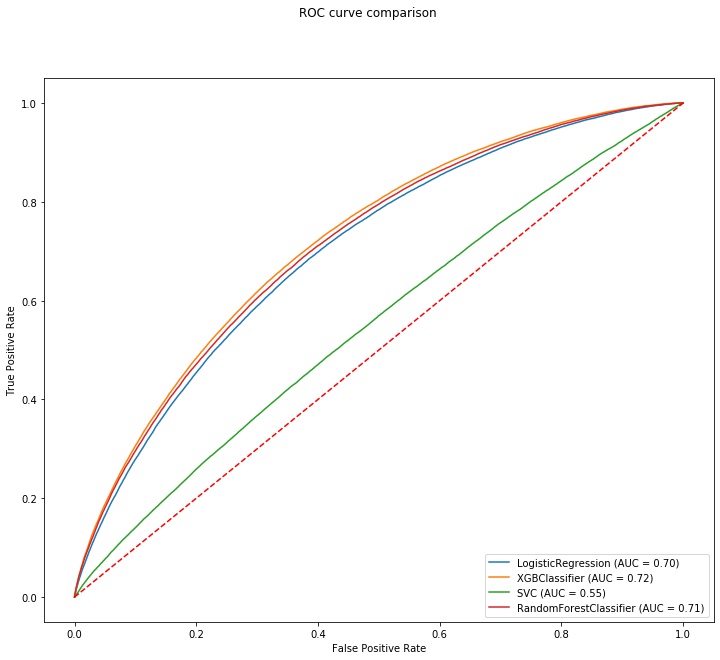 ROC curve comparison
1.0
0.8
0.6
0.4
0.2
0.0
True Positive Rate
LogisticRegression (AUC = 0.70)
XGBClassifier (AUC = 0.72)
SVC (AUC = 0.55)
RandomForestClassifier (AUC = 0.71)
0.0 0.2 0.4 0.6 0.8 1.0
False Positive Rate